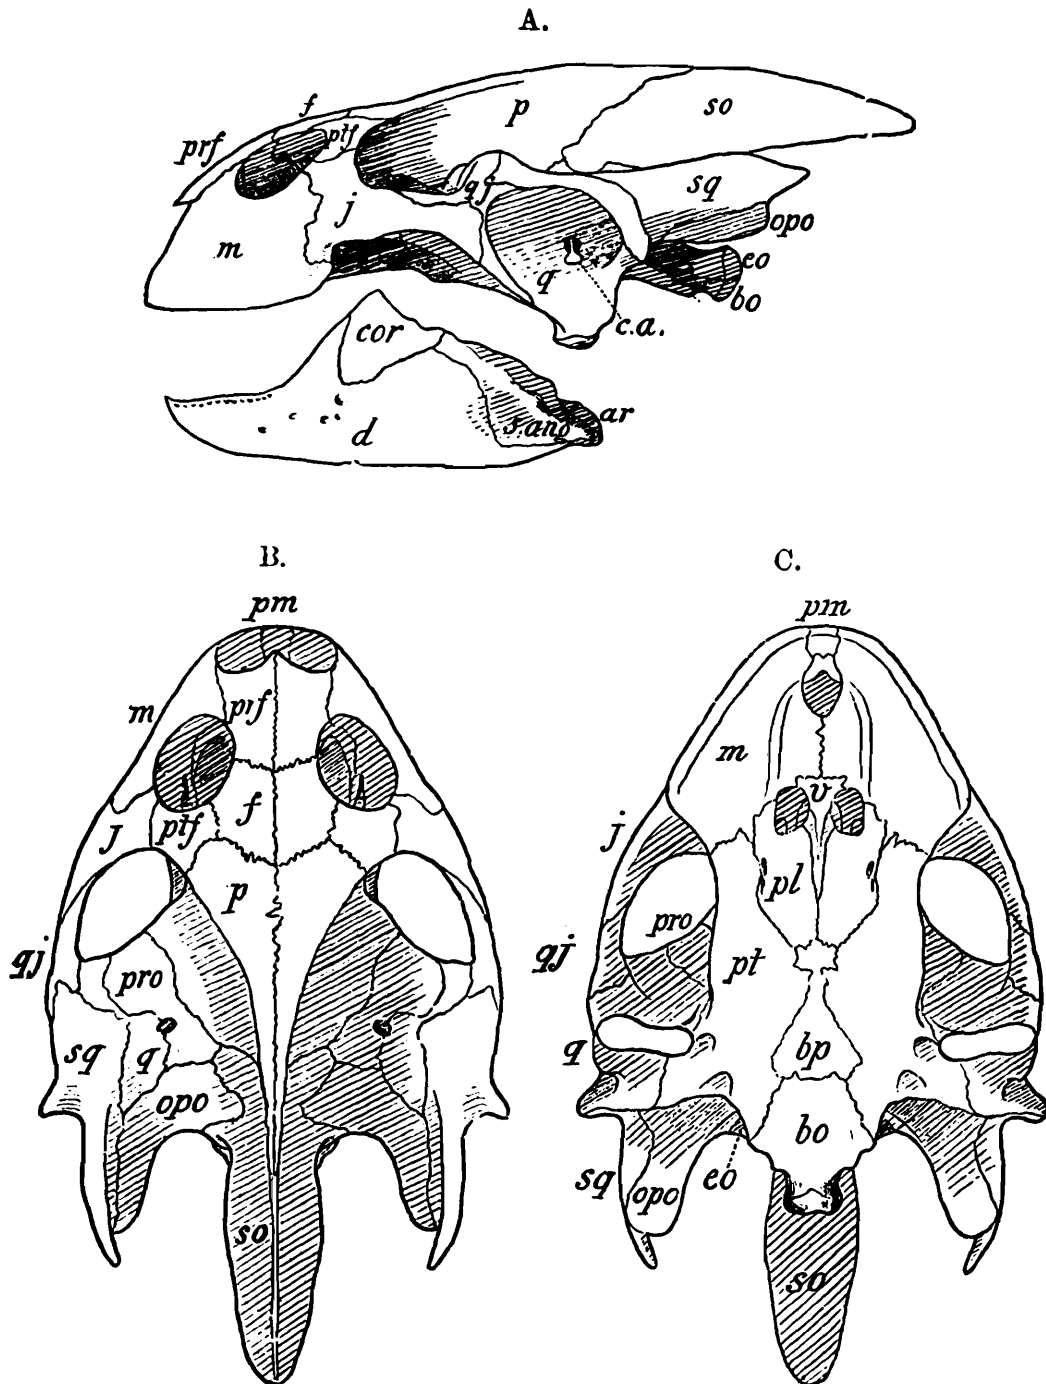 A.
f
p
so
prf
ptf
qj
sq
j
opo
m
q
eo
bo
c.a.
cor
ar
s.ang
d
B.
pm
prf
m
f
j
ptf
p
qj
pro
sq
q
opo
so
C.
pm
m
v
j
pl
pro
qj
pt
q
bp
bo
sq
opo
eo
so